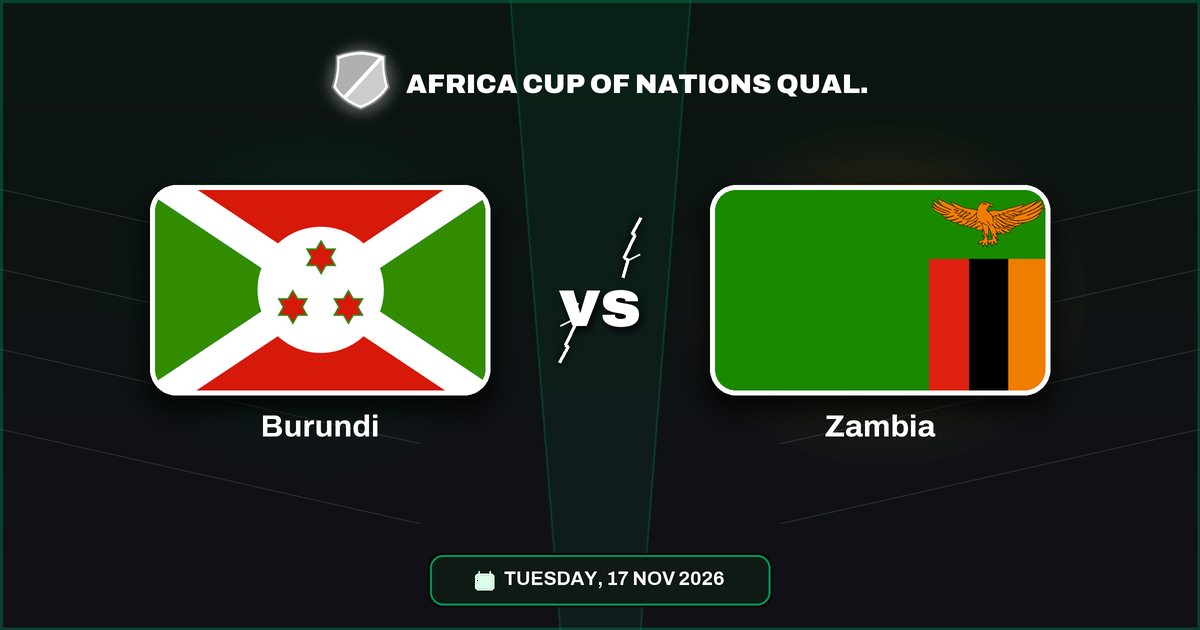 AFRICA CUP OF NATIONS QUAL.
VS
Burundi
Zambia
TUESDAY, 17 NOV 2026